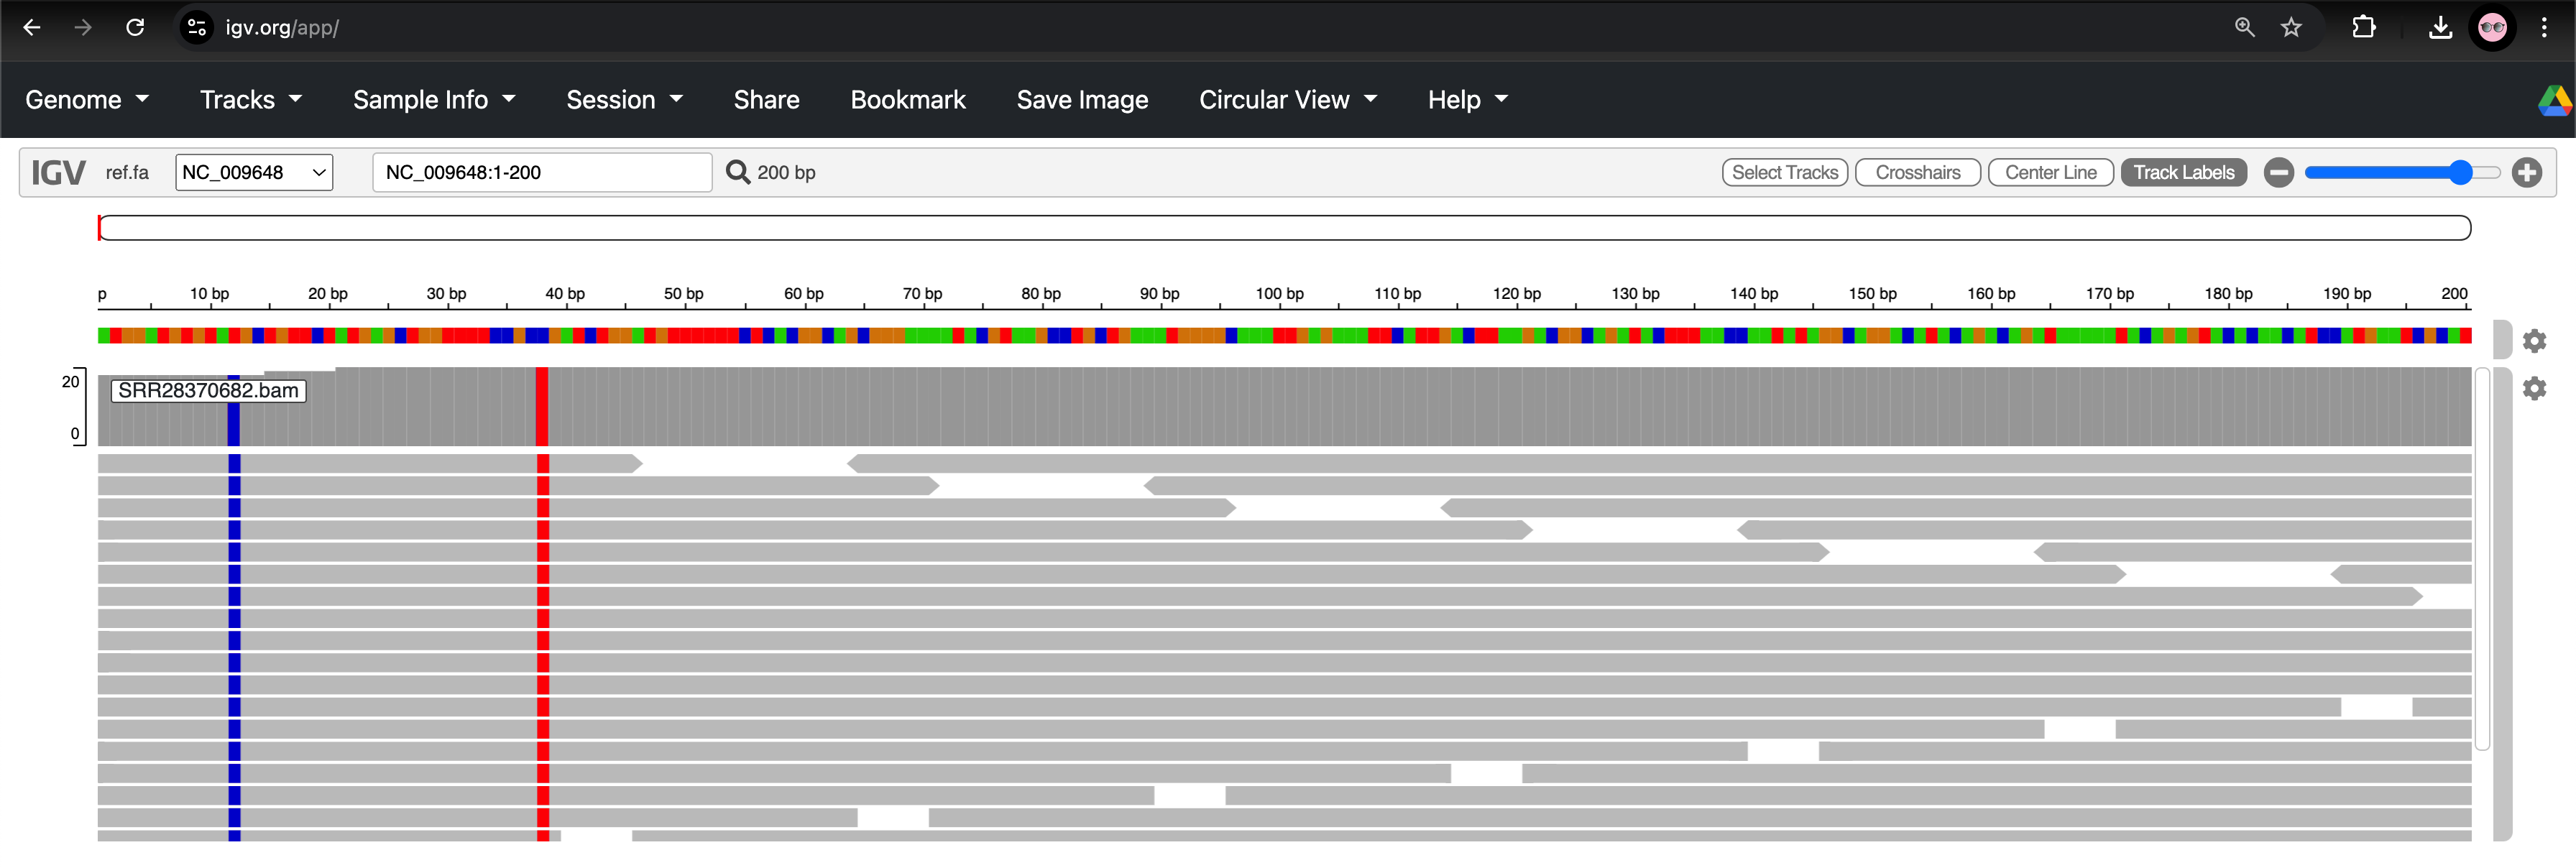 igv.org/app/
Genome Tracks Sample Info Session Share Bookmark Save Image Circular View Help
IGV ref.fa NC_009648 NC_009648:1-200 200 bp Select Tracks Crosshairs Center Line Track Labels
p 10 bp 20 bp 30 bp 40 bp 50 bp 60 bp 70 bp 80 bp 90 bp 100 bp 110 bp 120 bp 130 bp 140 bp 150 bp 160 bp 170 bp 180 bp 190 bp 200
20
SRR28370682.bam
0